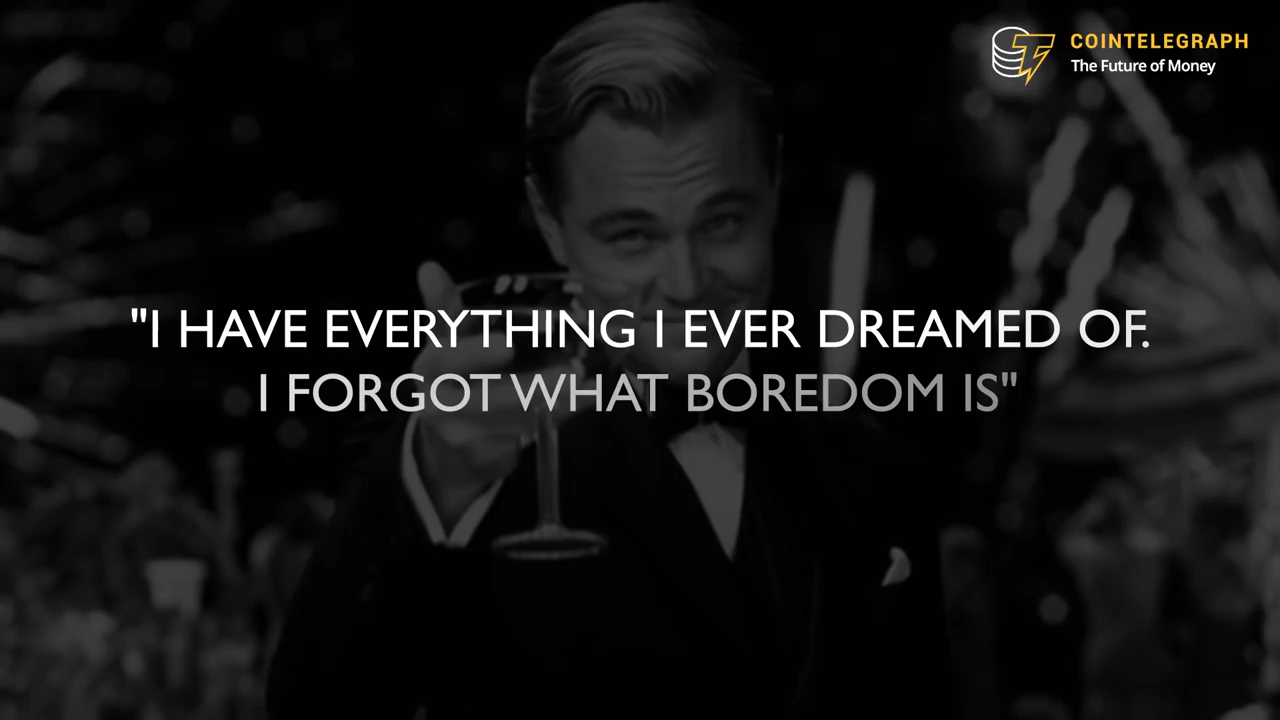 COINTELEGRAPH
The Future of Money
"I HAVE EVERYTHING I EVER DREAMED OF.
I FORGOT WHAT BOREDOM IS"